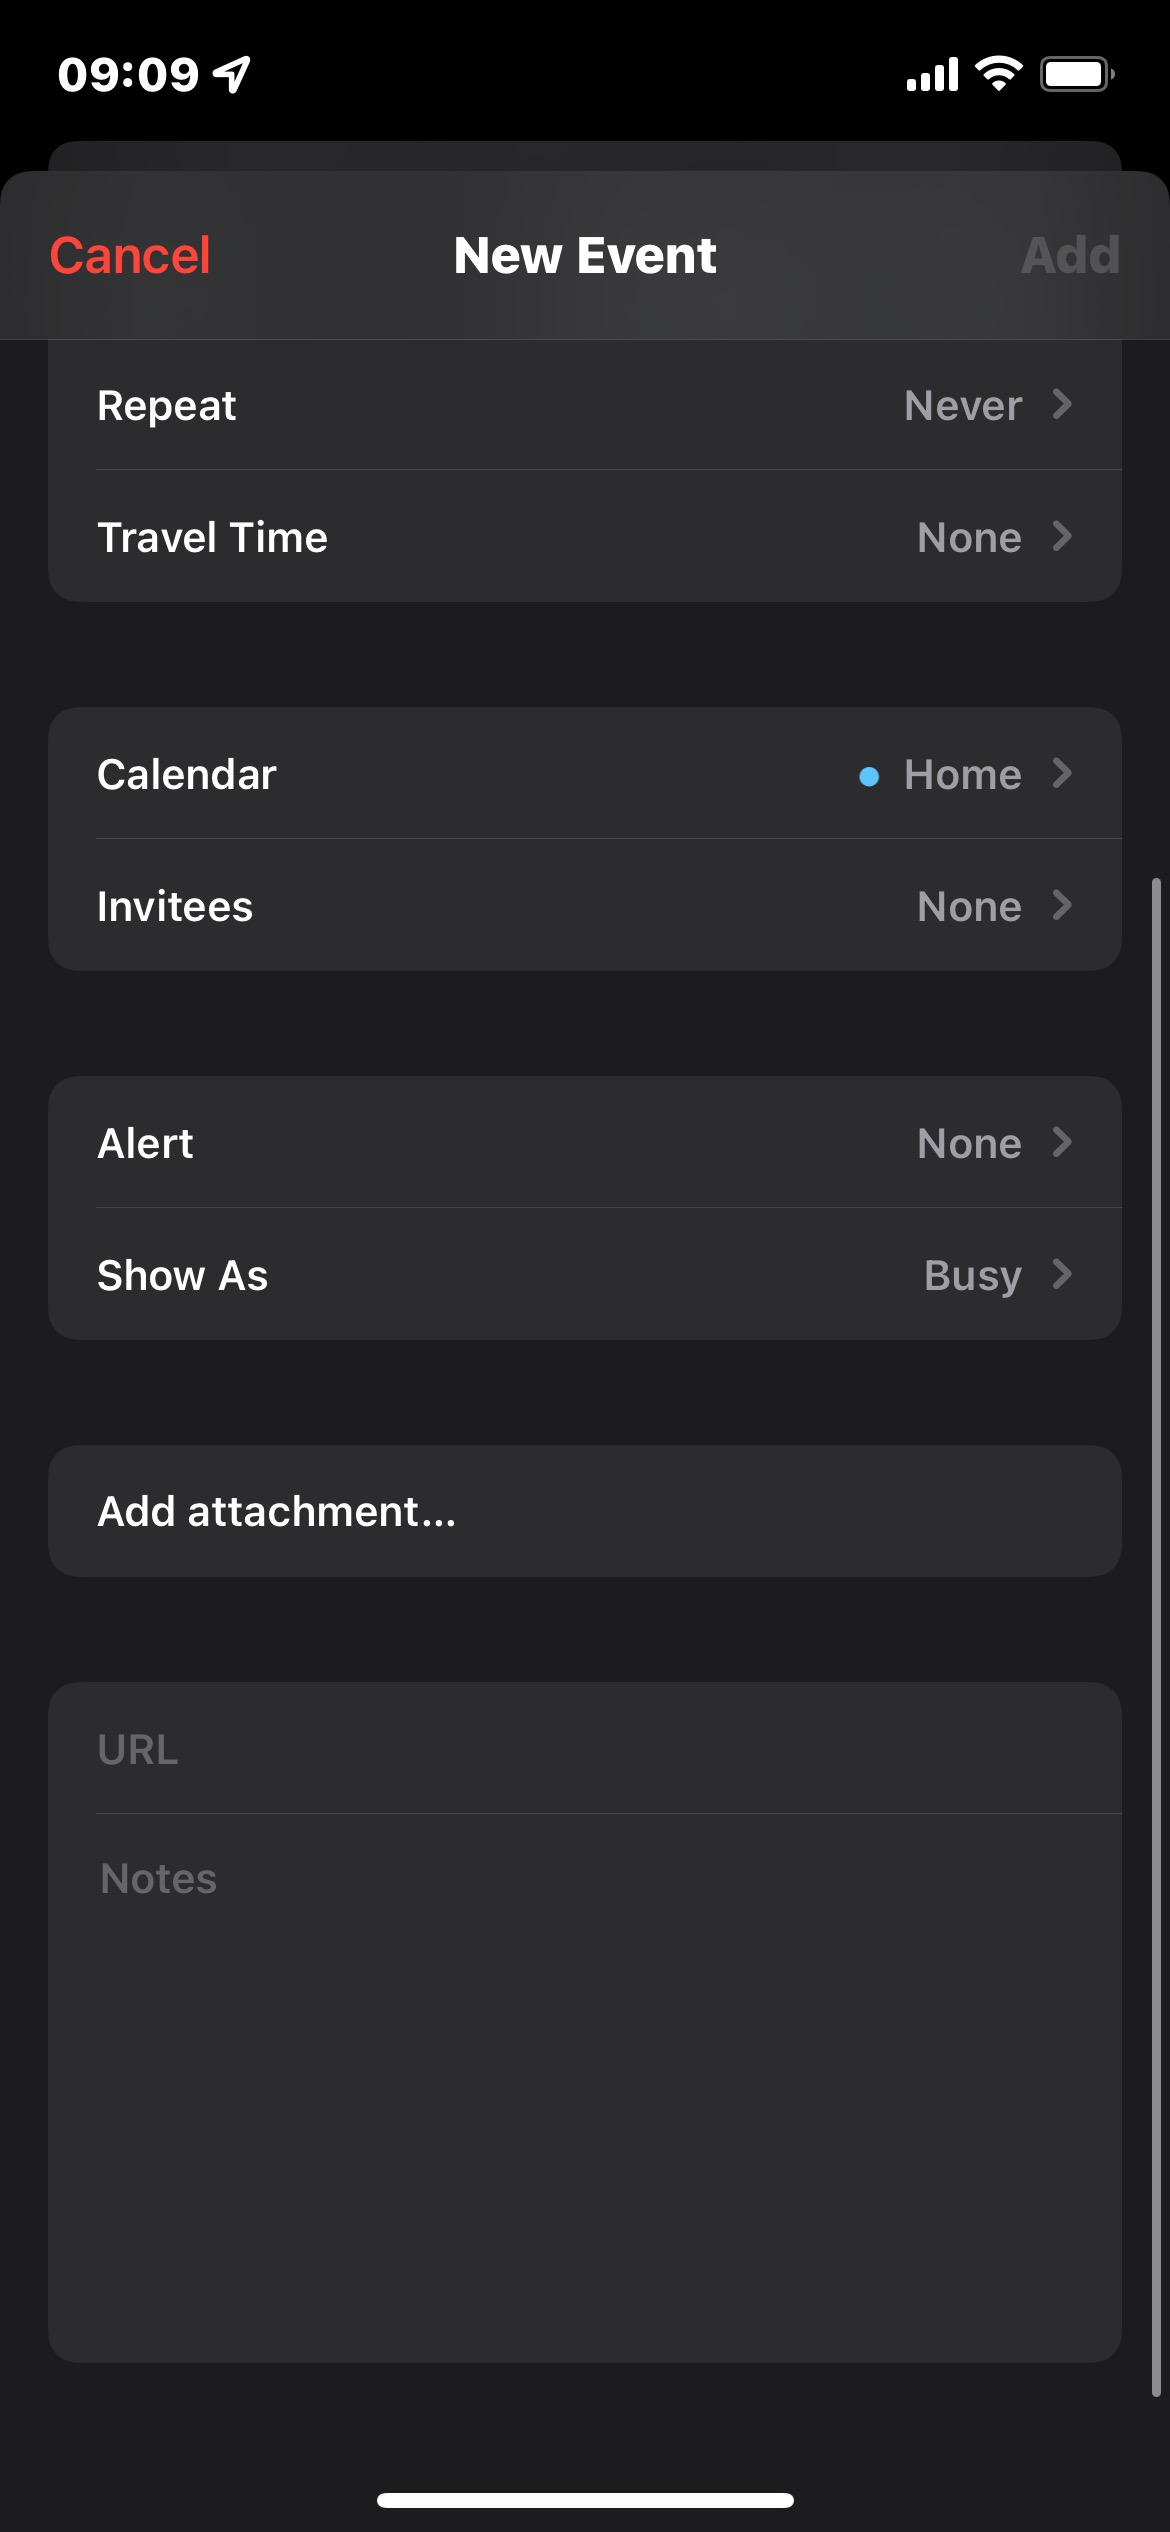 09:09
Cancel New Event Add
Repeat Never
Travel Time None
Calendar Home
Invitees None
Alert None
Show As Busy
Add attachment...
URL
Notes